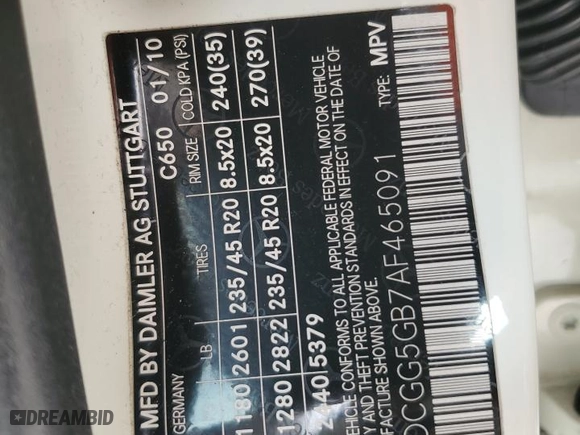 MFD BY DAIMLER AG STUTTGART
GERMANY C650 01/10
LB TIRES RIM SIZE COLD KPA (PSI)
1180 2601 235/45 R20 8.5x20 240(35)
1280 2822 235/45 R20 8.5x20 270(39)
2440 5379
VEHICLE CONFORMS TO ALL APPLICABLE FEDERAL MOTOR VEHICLE
Y AND THEFT PREVENTION STANDARDS IN EFFECT ON THE DATE OF
FACTURE SHOWN ABOVE.
DCGG5GB7AF465091 TYPE: MPV
DREAMBID